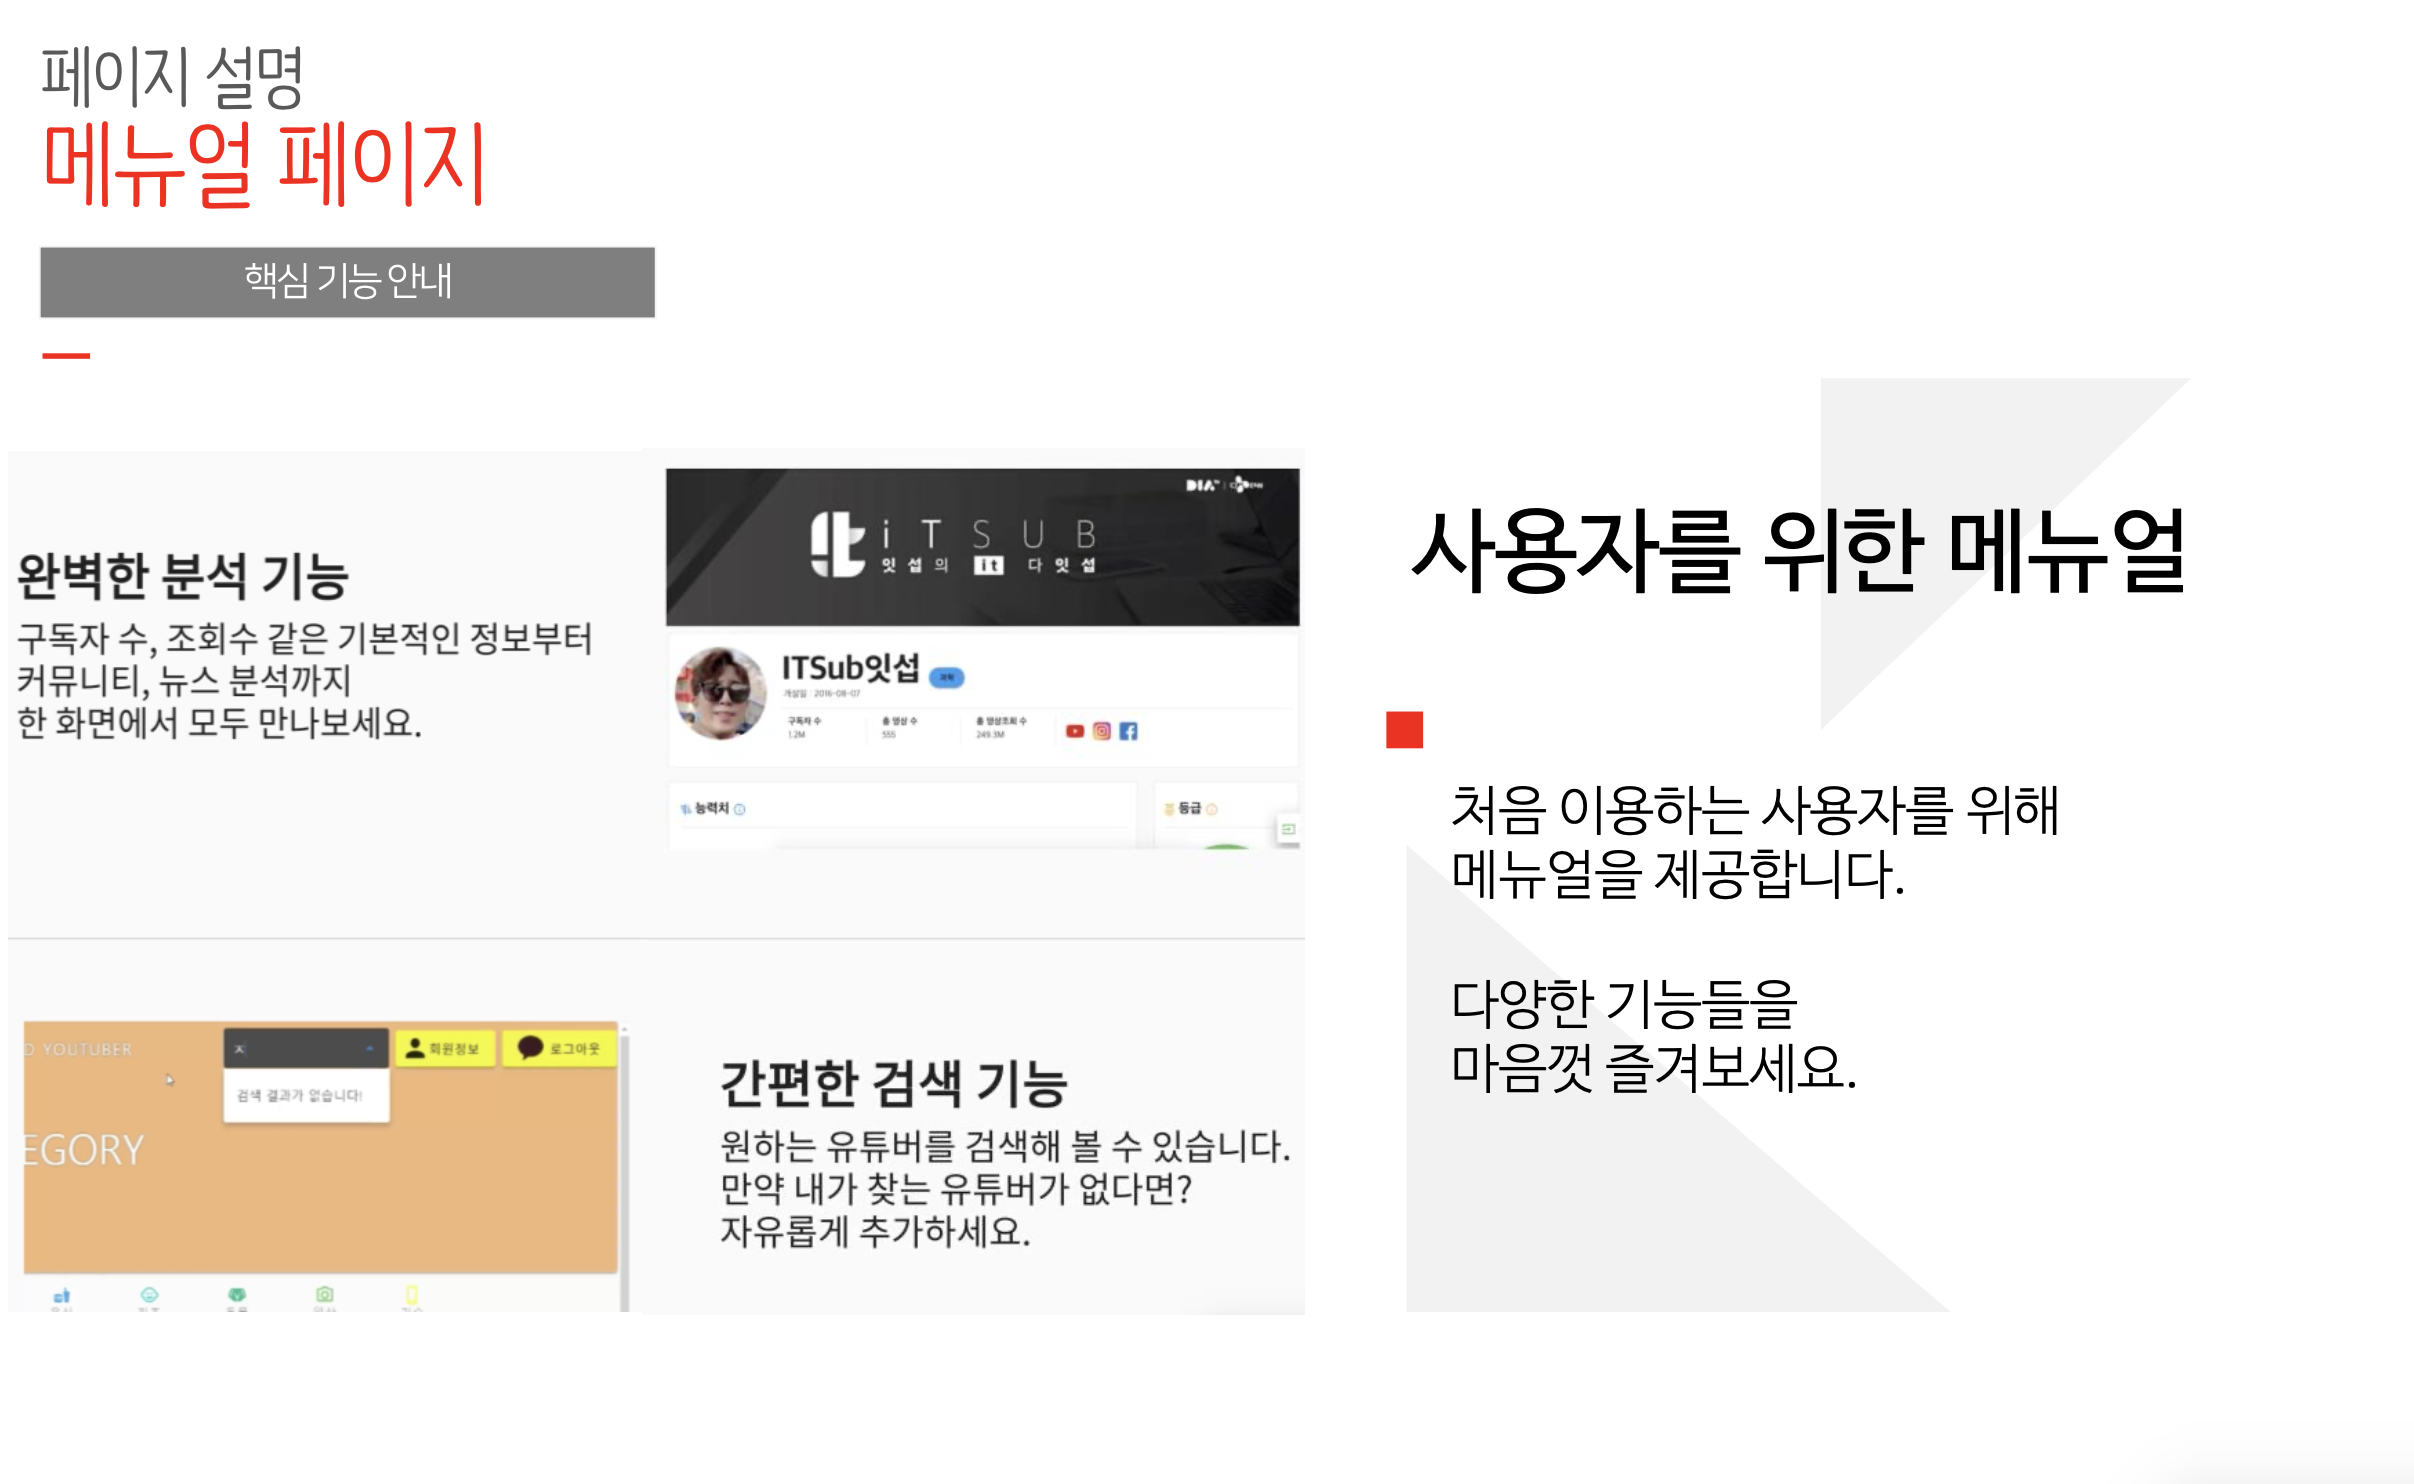 페이지 설명
메뉴얼 페이지
핵심 기능 안내
완벽한 분석 기능
구독자 수, 조회수 같은 기본적인 정보부터
커뮤니티, 뉴스 분석까지
한 화면에서 모두 만나보세요.
DIA
iTSUB
잇섭의 it 다잇섭
ITSub잇섭
개설일 : 2016-08-07
구독자 수 총 영상 수 총 영상조회 수
1.2M 555 249.3M
능력치 등급
YOUTUBER ㅈ 회원정보 로그아웃
검색 결과가 없습니다!
EGORY
간편한 검색 기능
원하는 유튜버를 검색해 볼 수 있습니다.
만약 내가 찾는 유튜버가 없다면?
자유롭게 추가하세요.
사용자를 위한 메뉴얼
처음 이용하는 사용자를 위해
메뉴얼을 제공합니다.
다양한 기능들을
마음껏 즐겨보세요.